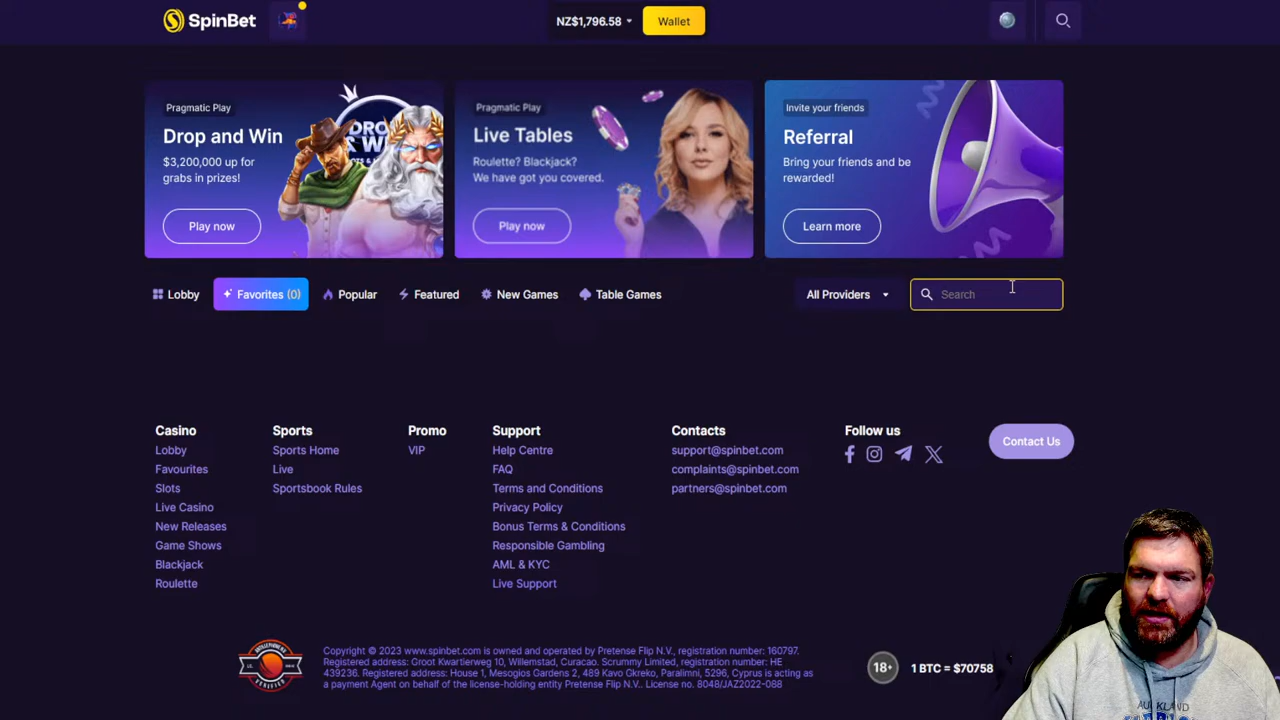 SpinBet
NZ$1,796.58
Wallet
Pragmatic Play
Drop and Win
$3,200,000 up for
grabs in prizes!
Play now
Pragmatic Play
Live Tables
Roulette? Blackjack?
We have got you covered.
Play now
Invite your friends
Referral
Bring your friends and be
rewarded!
Learn more
Lobby
Favorites (0)
Popular
Featured
New Games
Table Games
All Providers
Search
Casino
Lobby
Favourites
Slots
Live Casino
New Releases
Game Shows
Blackjack
Roulette
Sports
Sports Home
Live
Sportsbook Rules
Promo
VIP
Support
Help Centre
FAQ
Terms and Conditions
Privacy Policy
Bonus Terms & Conditions
Responsible Gambling
AML & KYC
Live Support
Contacts
support@spinbet.com
complaints@spinbet.com
partners@spinbet.com
Follow us
Contact Us
Copyright © 2023 www.spinbet.com is owned and operated by Pretense Flip N.V., registration number: 160797.
Registered address: Groot Kwartierweg 10, Willemstad, Curacao. Scrummy Limited, registration number: HE
439236. Registered address: House 1, Mesogios Gardens 2, 489 Kavo Gkreko, Paralimni, 5296, Cyprus is acting as
a payment Agent on behalf of the license-holding entity Pretense Flip N.V.. License no. 8048/JAZ2022-068
18+
1 BTC = $70758
AUCKLAND